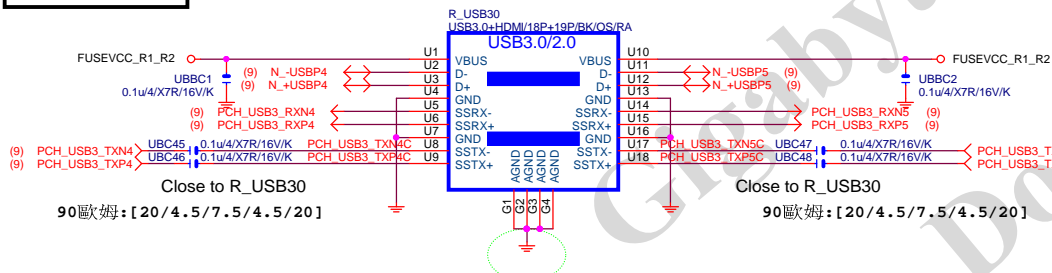 R_USB30
USB3.0+HDMI/18P+19P/BK/OS/RA
USB3.0/2.0
FUSEVCC_R1_R2
U1
VBUS
VBUS
U10
FUSEVCC_R1_R2
UBBC1
0.1u/4/X7R/16V/K
(9)
N_-USBP4
U2
D-
D-
U11
N_-USBP5
(9)
UBBC2
0.1u/4/X7R/16V/K
(9)
N_+USBP4
U3
D+
D+
U12
N_+USBP5
(9)
U4
GND
GND
U13
(9)
PCH_USB3_RXN4
U5
SSRX-
SSRX-
U14
PCH_USB3_RXN5
(9)
(9)
PCH_USB3_RXP4
U6
SSRX+
SSRX+
U15
PCH_USB3_RXP5
(9)
U7
GND
GND
U16
(9)
PCH_USB3_TXN4
UBC45
0.1u/4/X7R/16V/K
PCH_USB3_TXN4C
U8
SSTX-
SSTX-
U17
PCH_USB3_TXN5C
UBC47
0.1u/4/X7R/16V/K
(9)
PCH_USB3_TXP4
UBC46
0.1u/4/X7R/16V/K
PCH_USB3_TXP4C
U9
SSTX+
SSTX+
U18
PCH_USB3_TXP5C
UBC48
0.1u/4/X7R/16V/K
AGND
AGND
AGND
AGND
G1
G2
G3
G4
Close to R_USB30
90歐姆:[20/4.5/7.5/4.5/20]
Close to R_USB30
90歐姆:[20/4.5/7.5/4.5/20]